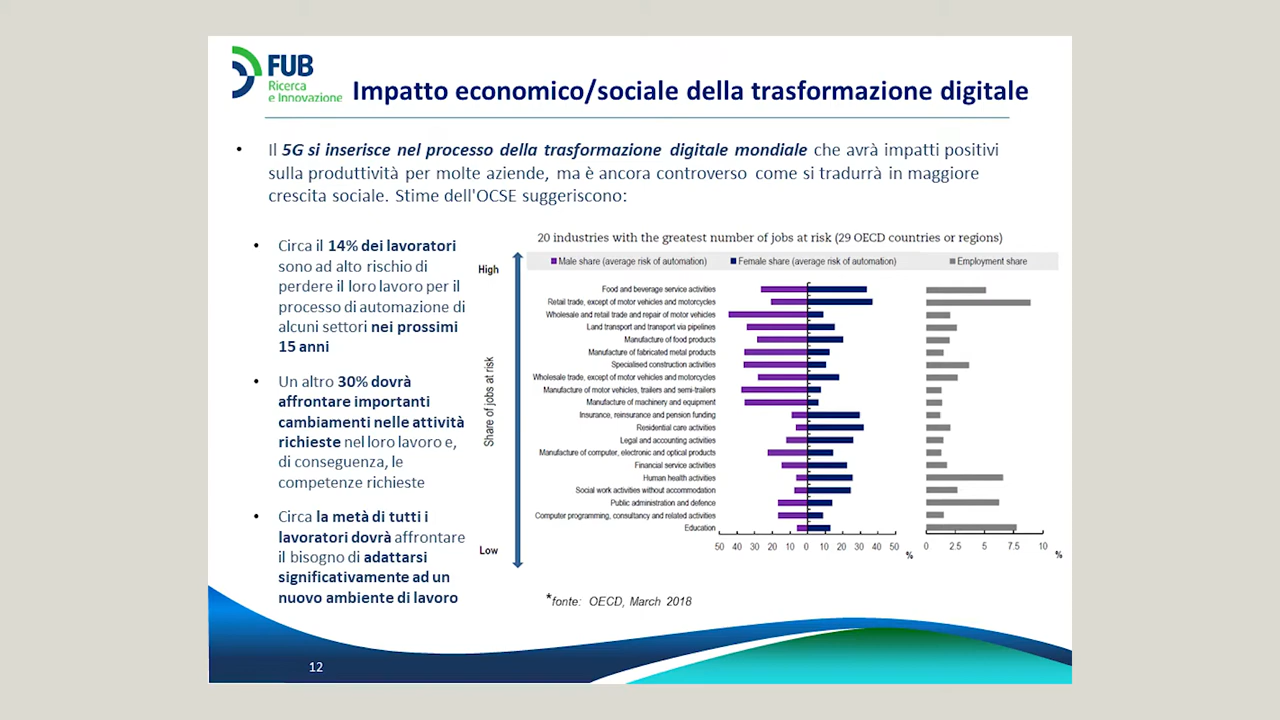 FUB
Ricerca
e Innovazione
Impatto economico/sociale della trasformazione digitale
• Il 5G si inserisce nel processo della trasformazione digitale mondiale che avrà impatti positivi
sulla produttività per molte aziende, ma è ancora controverso come si tradurrà in maggiore
crescita sociale. Stime dell'OCSE suggeriscono:
• Circa il 14% dei lavoratori
sono ad alto rischio di
perdere il loro lavoro per il
processo di automazione di
alcuni settori nei prossimi
15 anni
• Un altro 30% dovrà
affrontare importanti
cambiamenti nelle attività
richieste nel loro lavoro e,
di conseguenza, le
competenze richieste
• Circa la metà di tutti i
lavoratori dovrà affrontare
il bisogno di adattarsi
significativamente ad un
nuovo ambiente di lavoro
20 industries with the greatest number of jobs at risk (29 OECD countries or regions)
Male share (average risk of automation) Female share (average risk of automation) Employment share
High
Share of jobs at risk
Low
Food and beverage service activities
Retail trade, except of motor vehicles and motorcycles
Wholesale and retail trade and repair of motor vehicles
Land transport and transport via pipelines
Manufacture of food products
Manufacture of fabricated metal products
Specialised construction activities
Wholesale trade, except of motor vehicles and motorcycles
Manufacture of motor vehicles, trailers and semi-trailers
Manufacture of machinery and equipment
Insurance, reinsurance and pension funding
Residential care activities
Legal and accounting activities
Manufacture of computer, electronic and optical products
Financial service activities
Human health activities
Social work activities without accommodation
Public administration and defence
Computer programming, consultancy and related activities
Education
50 40 30 20 10 0 10 20 30 40 50 %
0 2.5 5 7.5 10 %
*fonte: OECD, March 2018
12